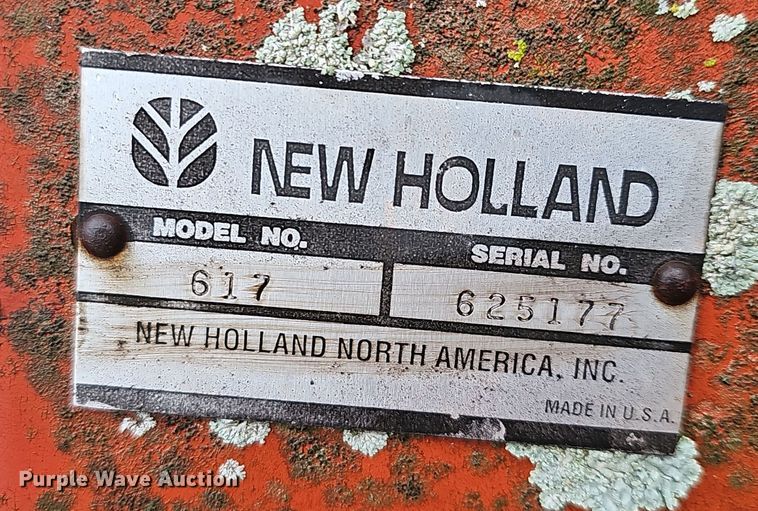 NEW HOLLAND
MODEL NO. SERIAL NO.
617 625177
NEW HOLLAND NORTH AMERICA, INC.
MADE IN U.S.A.
Purple Wave Auction